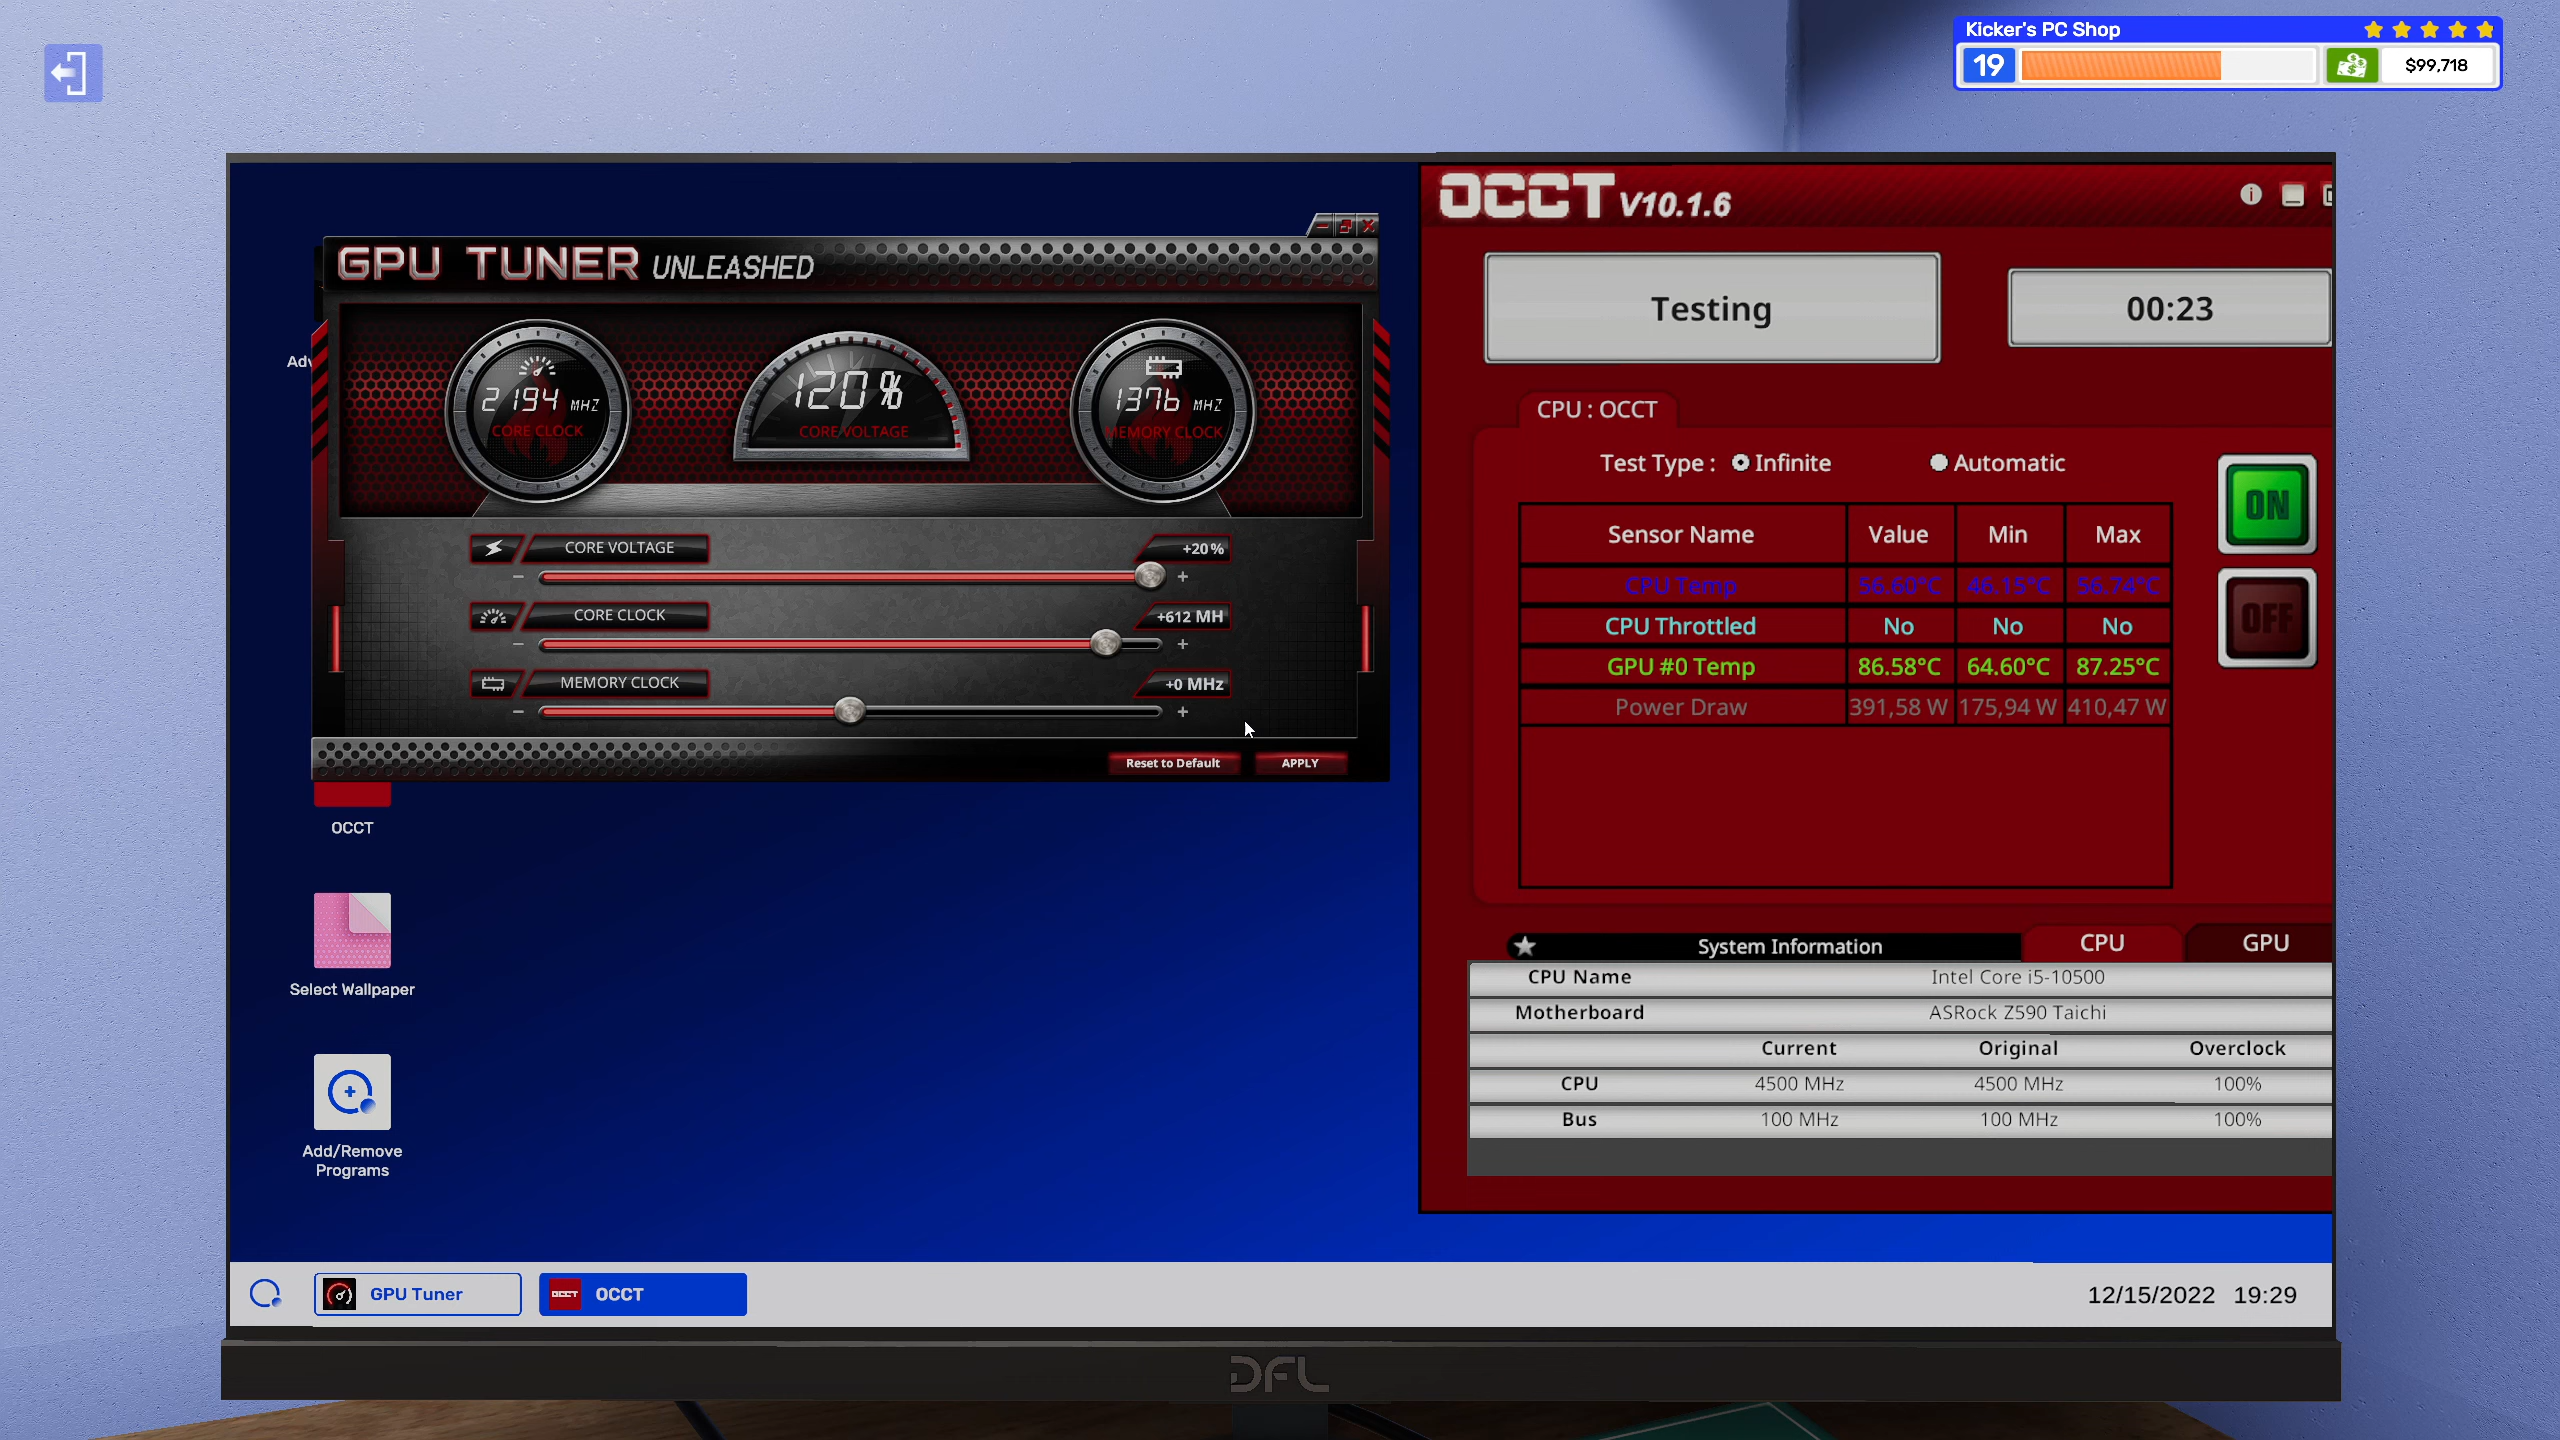 Kicker's PC Shop
19
$99,718
GPU TUNER UNLEASHED
2194 MHZ
CORE CLOCK
120%
CORE VOLTAGE
1376 MHZ
MEMORY CLOCK
CORE VOLTAGE
+20%
− +
CORE CLOCK
+612 MH
− +
MEMORY CLOCK
+0 MHz
− +
Reset to Default
APPLY
Adv
OCCT
Select Wallpaper
Add/Remove
Programs
OCCT V10.1.6
Testing
00:23
CPU : OCCT
Test Type : Infinite Automatic
Sensor Name Value Min Max
CPU Temp 56.60°C 46.15°C 56.74°C
CPU Throttled No No No
GPU #0 Temp 86.58°C 64.60°C 87.25°C
Power Draw 391,58 W 175,94 W 410,47 W
ON
OFF
System Information CPU GPU
CPU Name Intel Core i5-10500
Motherboard ASRock Z590 Taichi
Current Original Overclock
CPU 4500 MHz 4500 MHz 100%
Bus 100 MHz 100 MHz 100%
GPU Tuner
OCCT OCCT
12/15/2022 19:29
DFL